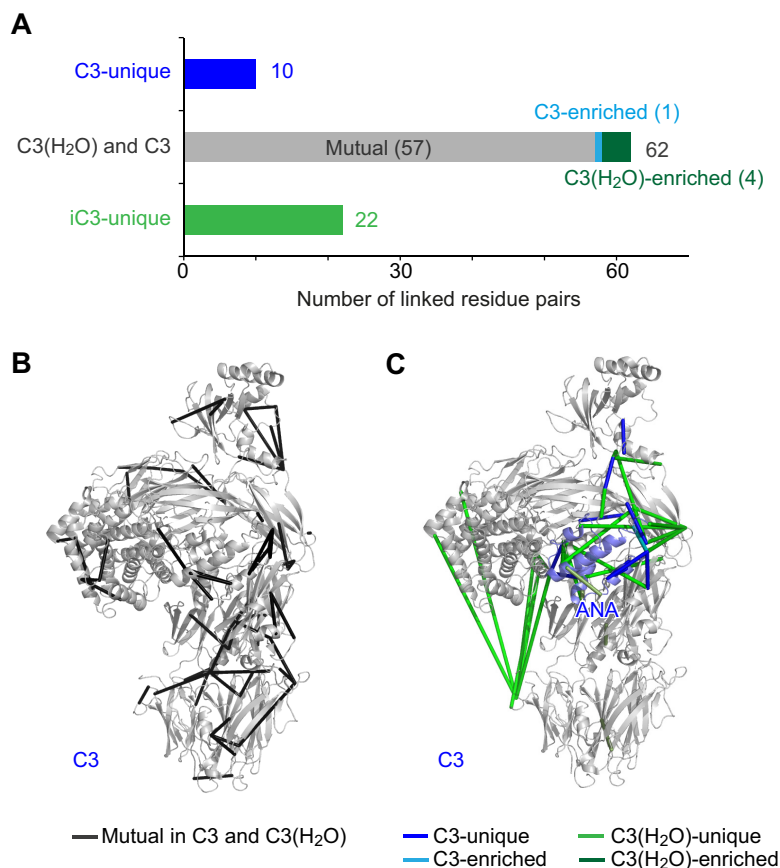 A
C3-unique 10
C3-enriched (1)
C3(H₂O) and C3 Mutual (57) 62
C3(H₂O)-enriched (4)
iC3-unique 22
0 30 60
Number of linked residue pairs
B C
ANA
C3 C3
Mutual in C3 and C3(H₂O) C3-unique C3(H₂O)-unique
C3-enriched C3(H₂O)-enriched